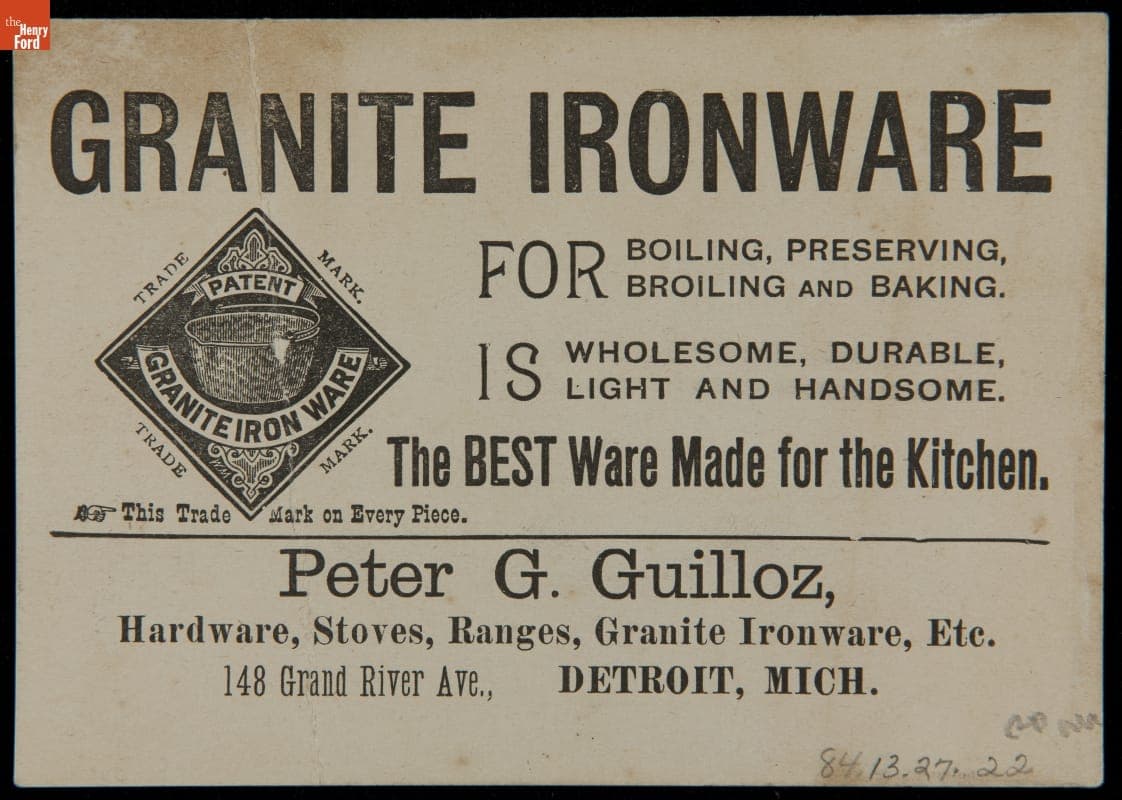 the
Henry
Ford
GRANITE IRONWARE
TRADE MARK.
PATENT
GRANITE IRON WARE
TRADE MARK.
FOR BOILING, PRESERVING,
BROILING AND BAKING.
IS WHOLESOME, DURABLE,
LIGHT AND HANDSOME.
The BEST Ware Made for the Kitchen.
This Trade Mark on Every Piece.
Peter G. Guilloz,
Hardware, Stoves, Ranges, Granite Ironware, Etc.
148 Grand River Ave., DETROIT, MICH.
84.13.27.22